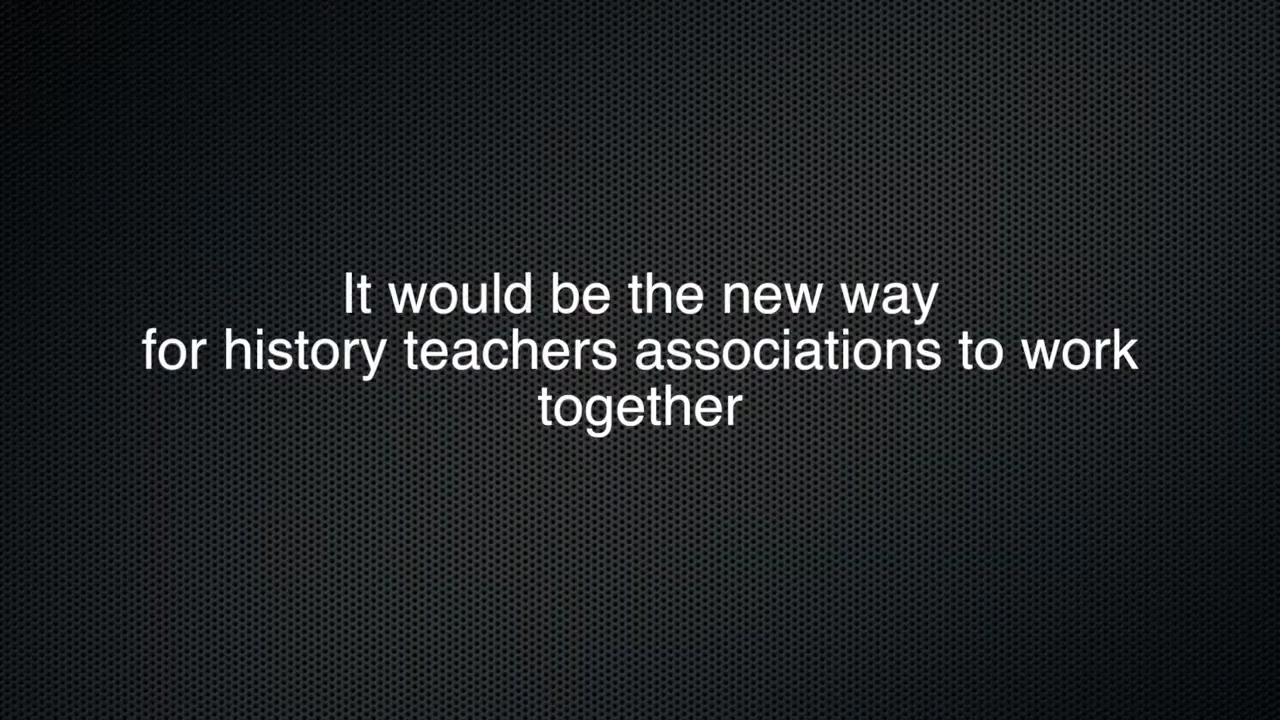 It would be the new way
for history teachers associations to work
together